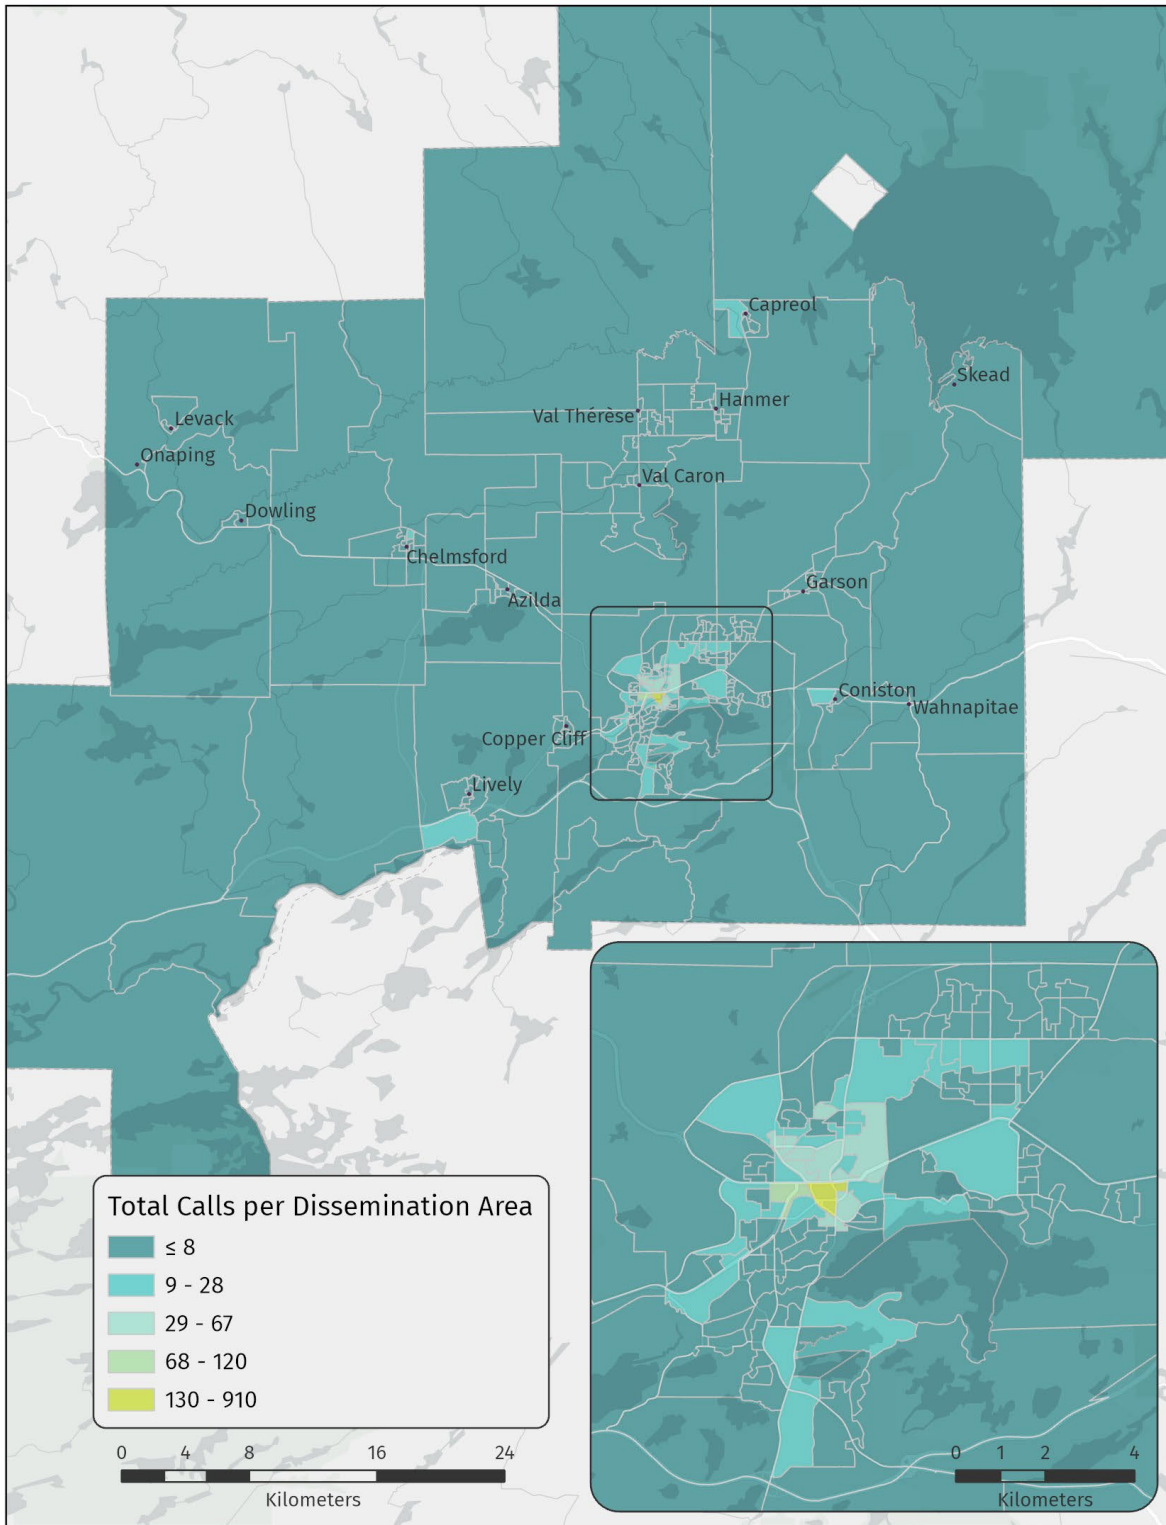 Capreol
Skead
Hanmer
Val Thérèse
Levack
Onaping
Val Caron
Dowling
Chelmsford
Garson
Azilda
Coniston
Wahnapitae
Copper Cliff
Lively
Total Calls per Dissemination Area
≤ 8
9 - 28
29 - 67
68 - 120
130 - 910
0 4 8 16 24
Kilometers
0 1 2 4
Kilometers